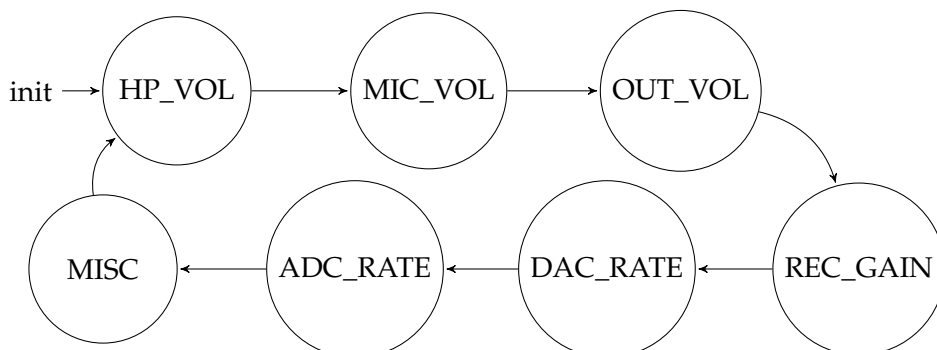 init HP_VOL MIC_VOL OUT_VOL
MISC ADC_RATE DAC_RATE REC_GAIN